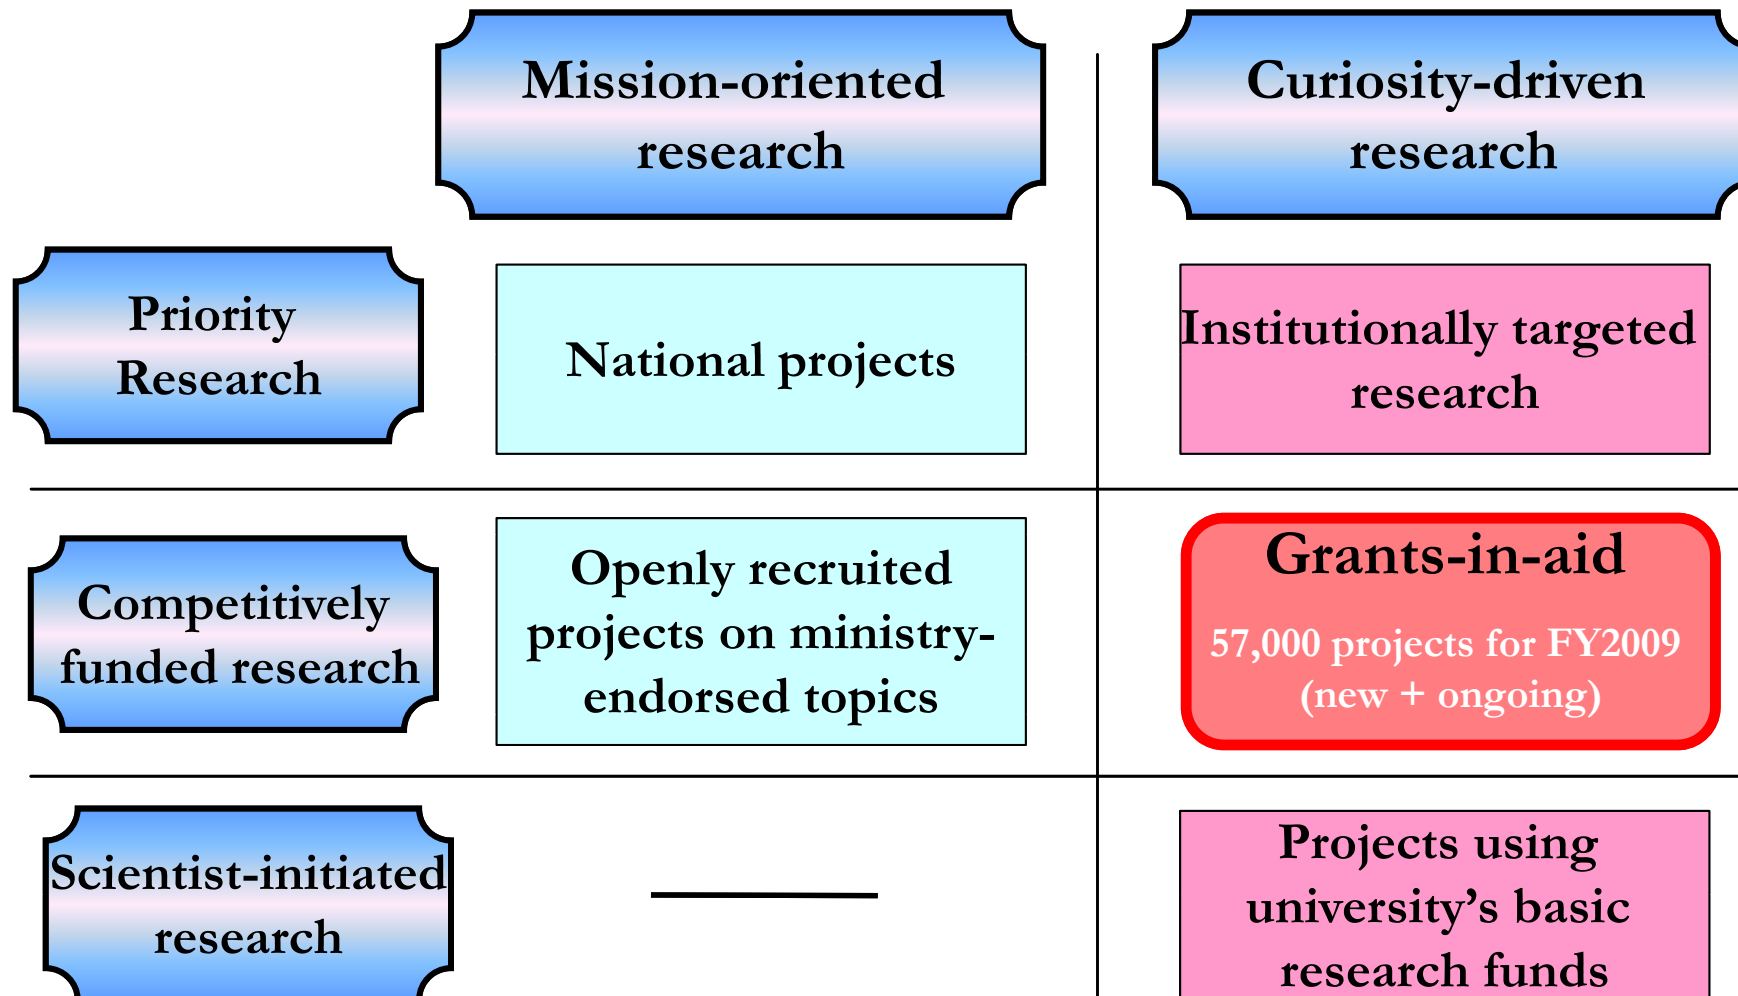 Mission-oriented
research
Curiosity-driven
research
Priority
Research
National projects
Institutionally targeted
research
Competitively
funded research
Openly recruited
projects on ministry-
endorsed topics
Grants-in-aid
57,000 projects for FY2009
(new + ongoing)
Scientist-initiated
research
Projects using
university’s basic
research funds